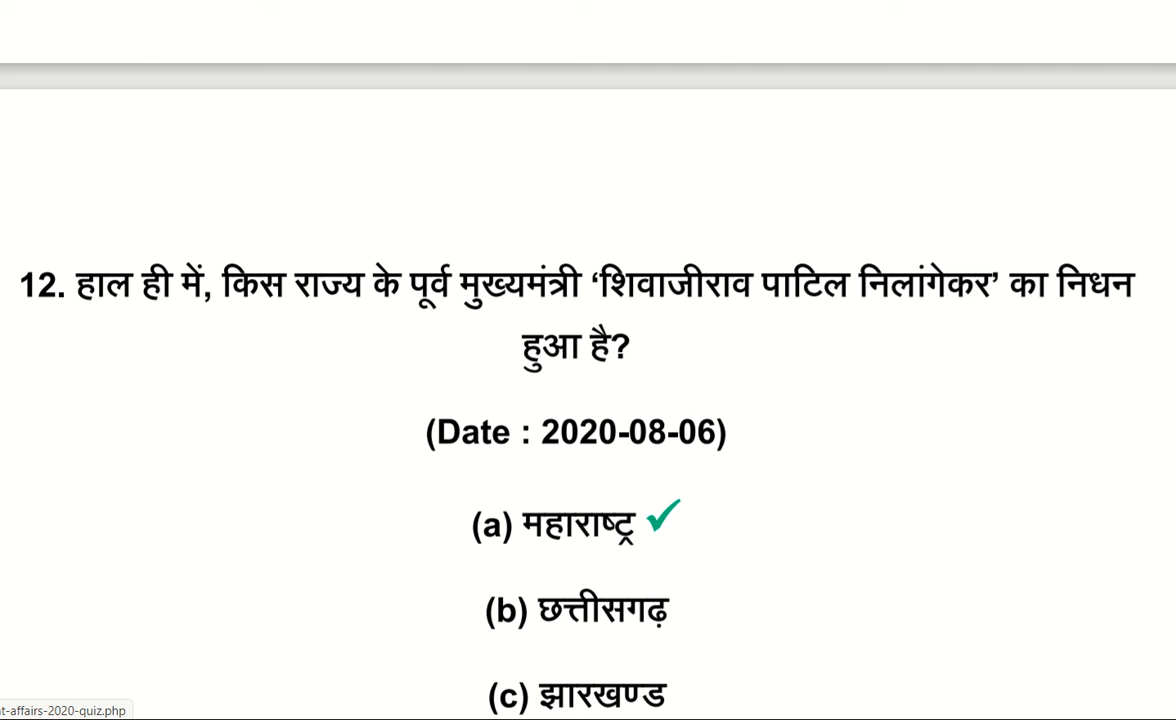 12. हाल ही में, किस राज्य के पूर्व मुख्यमंत्री ‘शिवाजीराव पाटिल निलांगेकर’ का निधन
हुआ है?
(Date : 2020-08-06)
(a) महाराष्ट्र ✓
(b) छत्तीसगढ़
(c) झारखण्ड
t-affairs-2020-quiz.php